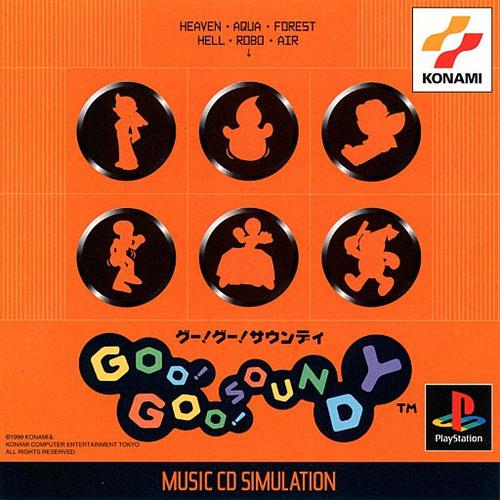 HEAVEN・AQUA・FOREST
HELL・ROBO・AIR
↓
KONAMI
グー!グー!サウンディ
GOO!
GOO! SOUNDY
TM
PlayStation
©1999 KONAMI &
KONAMI COMPUTER ENTERTAINMENT TOKYO
ALL RIGHTS RESERVED.
MUSIC CD SIMULATION